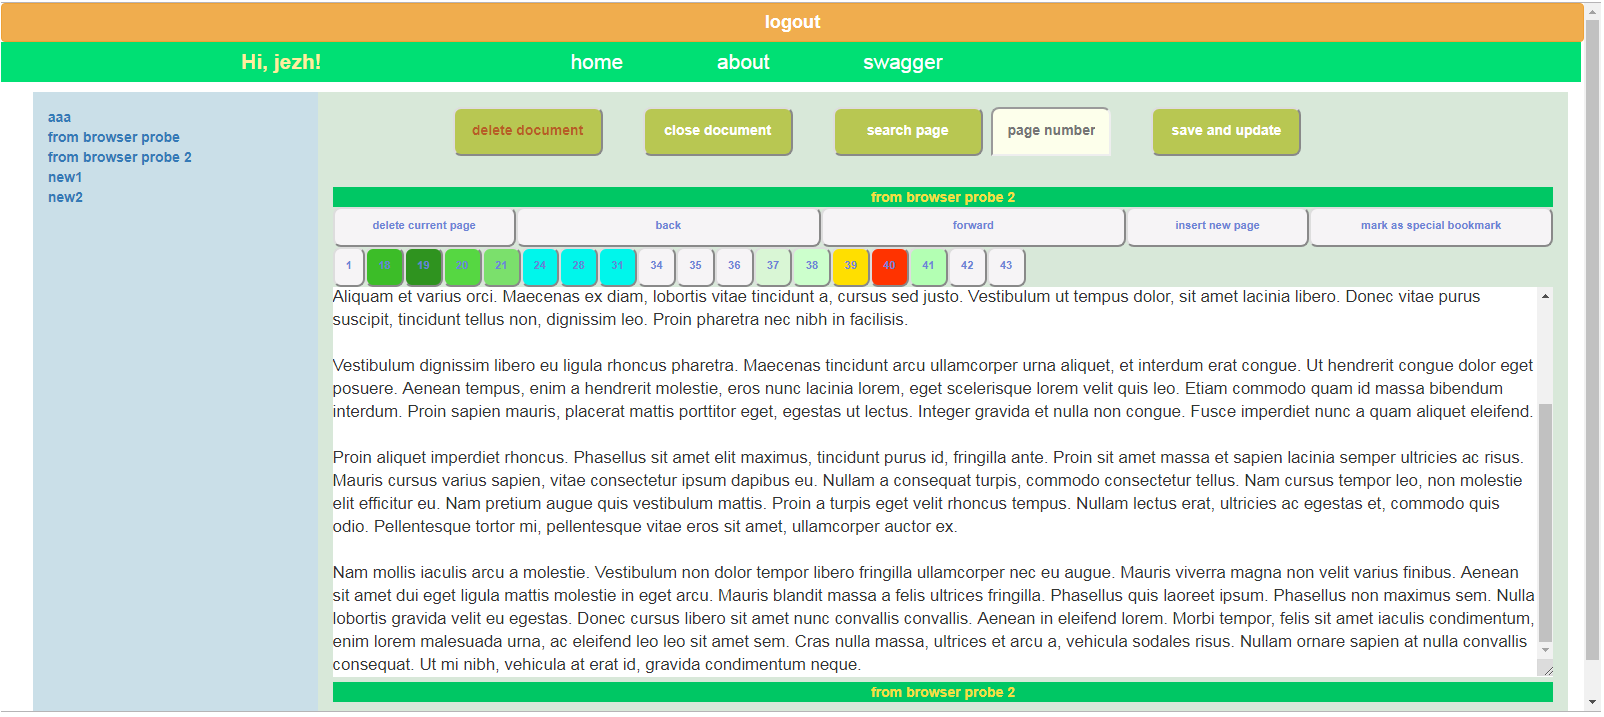 logout
Hi, jezh! home about swagger
aaa
from browser probe
from browser probe 2
new1
new2
delete document close document search page page number save and update
from browser probe 2
delete current page back forward insert new page mark as special bookmark
1 18 19 20 21 24 28 31 34 35 36 37 38 39 40 41 42 43
Aliquam et varius orci. Maecenas ex diam, lobortis vitae tincidunt a, cursus sed justo. Vestibulum ut tempus dolor, sit amet lacinia libero. Donec vitae purus
suscipit, tincidunt tellus non, dignissim leo. Proin pharetra nec nibh in facilisis.
Vestibulum dignissim libero eu ligula rhoncus pharetra. Maecenas tincidunt arcu ullamcorper urna aliquet, et interdum erat congue. Ut hendrerit congue dolor eget
posuere. Aenean tempus, enim a hendrerit molestie, eros nunc lacinia lorem, eget scelerisque lorem velit quis leo. Etiam commodo quam id massa bibendum
interdum. Proin sapien mauris, placerat mattis porttitor eget, egestas ut lectus. Integer gravida et nulla non congue. Fusce imperdiet nunc a quam aliquet eleifend.
Proin aliquet imperdiet rhoncus. Phasellus sit amet elit maximus, tincidunt purus id, fringilla ante. Proin sit amet massa et sapien lacinia semper ultricies ac risus.
Mauris cursus varius sapien, vitae consectetur ipsum dapibus eu. Nullam a consequat turpis, commodo consectetur tellus. Nam cursus tempor leo, non molestie
elit efficitur eu. Nam pretium augue quis vestibulum mattis. Proin a turpis eget velit rhoncus tempus. Nullam lectus erat, ultricies ac egestas et, commodo quis
odio. Pellentesque tortor mi, pellentesque vitae eros sit amet, ullamcorper auctor ex.
Nam mollis iaculis arcu a molestie. Vestibulum non dolor tempor libero fringilla ullamcorper nec eu augue. Mauris viverra magna non velit varius finibus. Aenean
sit amet dui eget ligula mattis molestie in eget arcu. Mauris blandit massa a felis ultrices fringilla. Phasellus quis laoreet ipsum. Phasellus non maximus sem. Nulla
lobortis gravida velit eu egestas. Donec cursus libero sit amet nunc convallis convallis. Aenean in eleifend lorem. Morbi tempor, felis sit amet iaculis condimentum,
enim lorem malesuada urna, ac eleifend leo leo sit amet sem. Cras nulla massa, ultrices et arcu a, vehicula sodales risus. Nullam ornare sapien at nulla convallis
consequat. Ut mi nibh, vehicula at erat id, gravida condimentum neque.
from browser probe 2